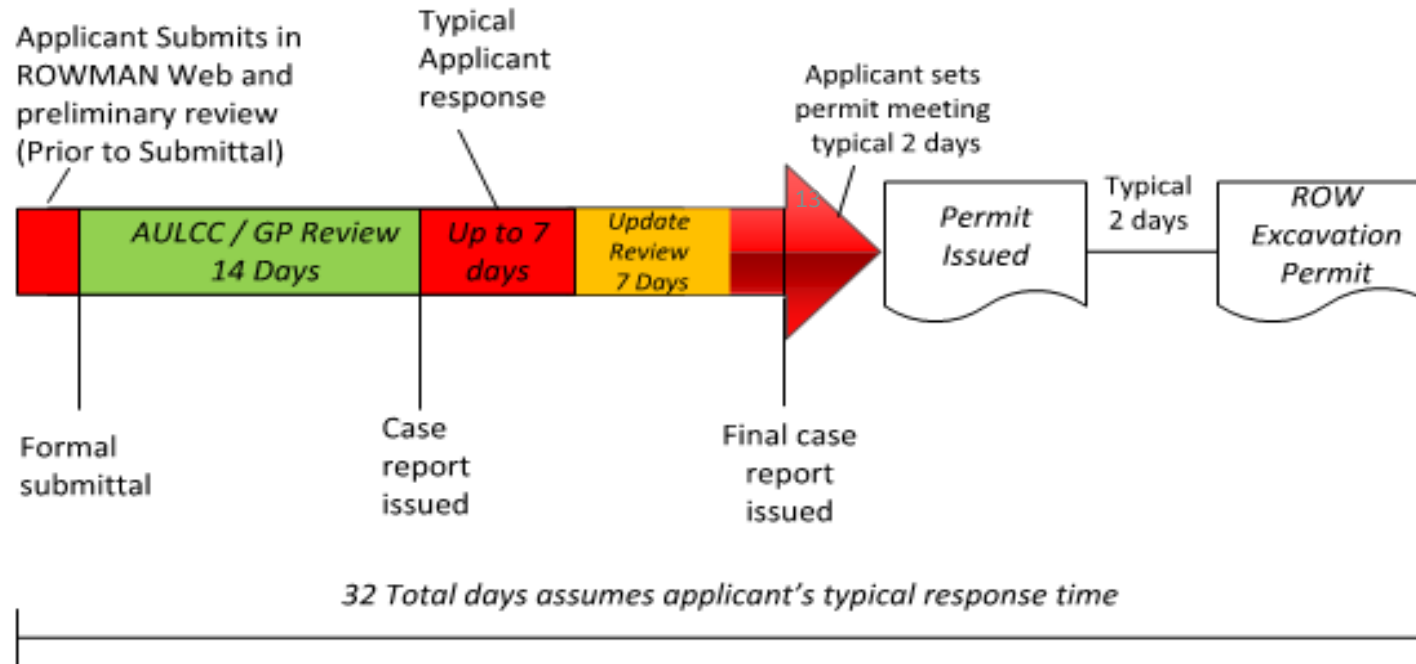 Applicant Submits in
ROWMAN Web and
preliminary review
(Prior to Submittal)
Typical
Applicant
response
Applicant sets
permit meeting
typical 2 days
13
AULCC / GP Review
14 Days
Up to 7
days
Update
Review
7 Days
Permit
Issued
Typical
2 days
ROW
Excavation
Permit
Formal
submittal
Case
report
issued
Final case
report
issued
32 Total days assumes applicant's typical response time